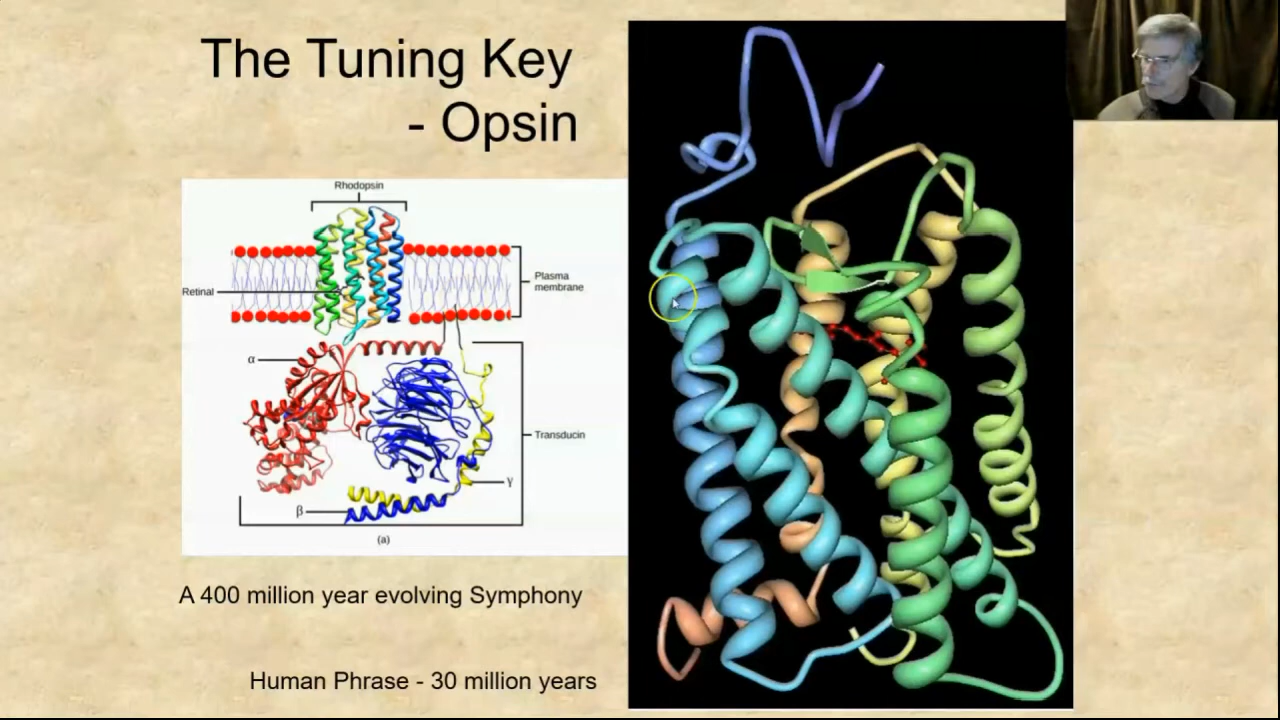 The Tuning Key
- Opsin
Rhodopsin
Retinal
Plasma
membrane
α
Transducin
γ
β
(a)
A 400 million year evolving Symphony
Human Phrase - 30 million years